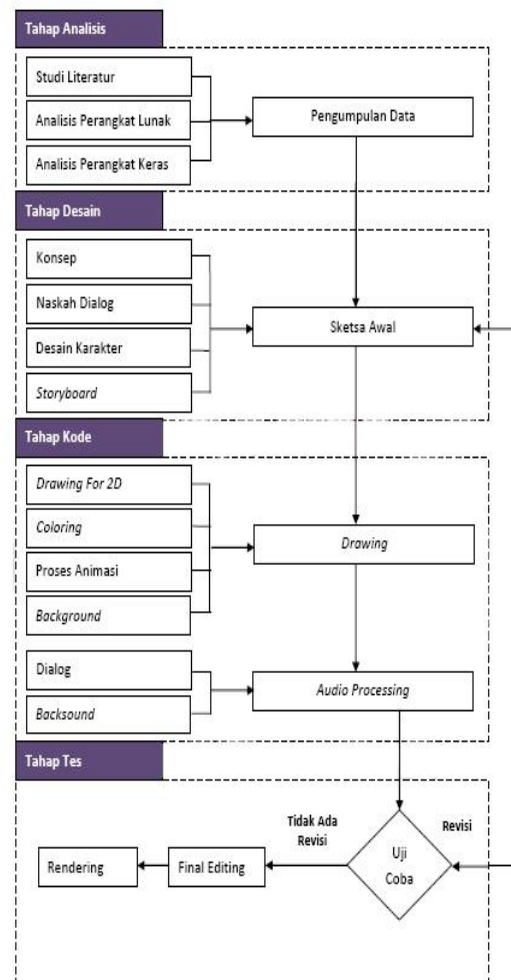 Tahap Analisis
Studi Literatur
Analisis Perangkat Lunak
Analisis Perangkat Keras
Pengumpulan Data
Tahap Desain
Konsep
Naskah Dialog
Desain Karakter
Storyboard
Sketsa Awal
Tahap Kode
Drawing For 2D
Coloring
Proses Animasi
Background
Drawing
Dialog
Backsound
Audio Processing
Tahap Tes
Tidak Ada
Revisi
Revisi
Uji
Coba
Final Editing
Rendering